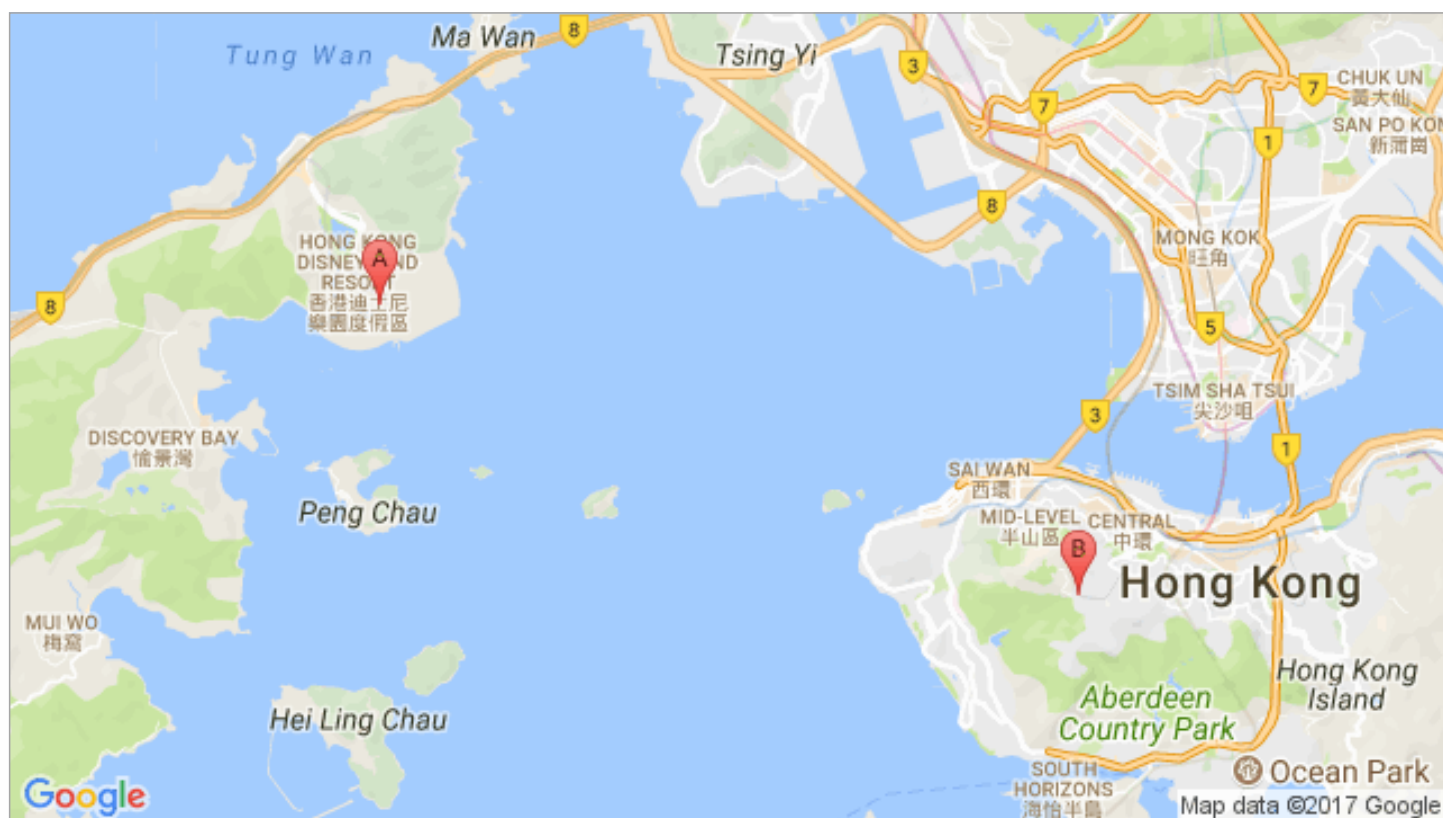 8
Ma Wan
Tung Wan
Tsing Yi
3
7
CHUK UN
黃大仙
7
SAN PO KON
新蒲崗
1
8
MONG KOK
旺角
HONG KONG
DISNEYLAND
RESORT
香港迪士尼
樂園度假區
A
8
5
TSIM SHA TSUI
尖沙咀
3
1
DISCOVERY BAY
愉景灣
SAI WAN
西環
Peng Chau
MID-LEVEL
半山區
CENTRAL
中環
B
Hong Kong
MUI WO
梅窩
Hong Kong
Island
Aberdeen
Country Park
Hei Ling Chau
SOUTH
HORIZONS
海怡半島
Ocean Park
Google
Map data ©2017 Google